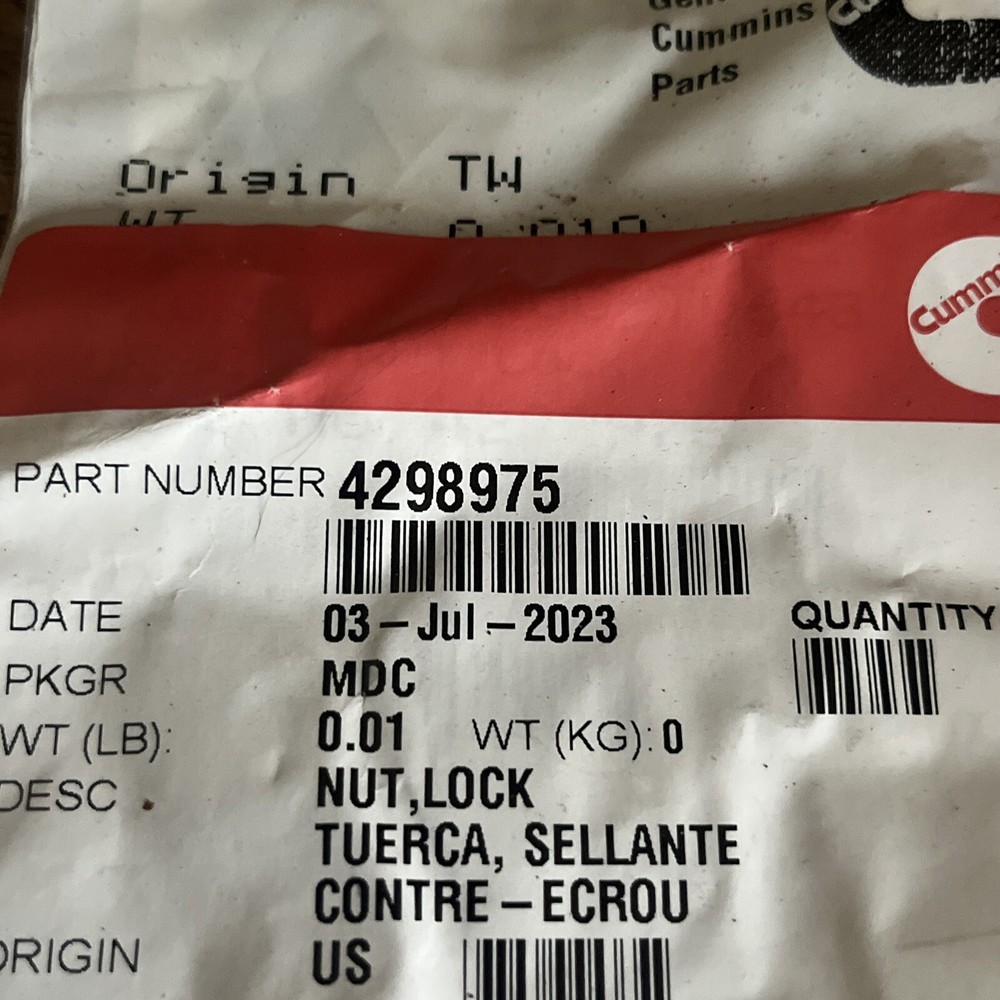 Cummins
Parts
Origin TW
WT
PART NUMBER 4298975
DATE 03-Jul-2023 QUANTITY
PKGR MDC
WT (LB): 0.01 WT (KG): 0
DESC NUT,LOCK
TUERCA, SELLANTE
CONTRE-ECROU
ORIGIN US